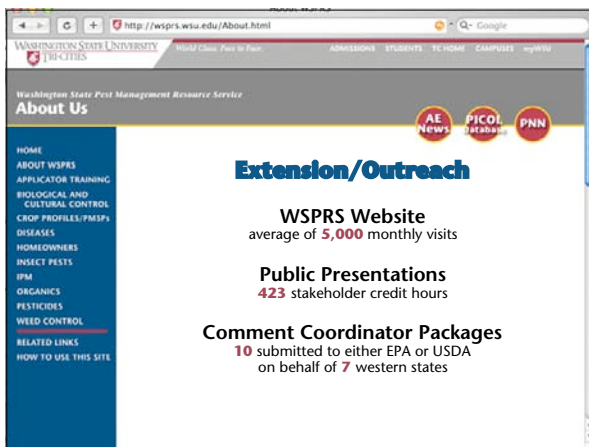 http://wsprs.wsu.edu/About.html
Google
WASHINGTON STATE UNIVERSITY
TRI-CITIES
World Class. Face to Face.
ADMISSIONS STUDENTS TC HOME CAMPUSES myWSU
Washington State Pest Management Resource Service
About Us
AE News
PICOL Database
PNN
HOME
ABOUT WSPRS
APPLICATOR TRAINING
BIOLOGICAL AND
CULTURAL CONTROL
CROP PROFILES/PMSPs
DISEASES
HOMEOWNERS
INSECT PESTS
IPM
ORGANICS
PESTICIDES
WEED CONTROL
RELATED LINKS
HOW TO USE THIS SITE
Extension/Outreach
WSPRS Website
average of 5,000 monthly visits
Public Presentations
423 stakeholder credit hours
Comment Coordinator Packages
10 submitted to either EPA or USDA
on behalf of 7 western states